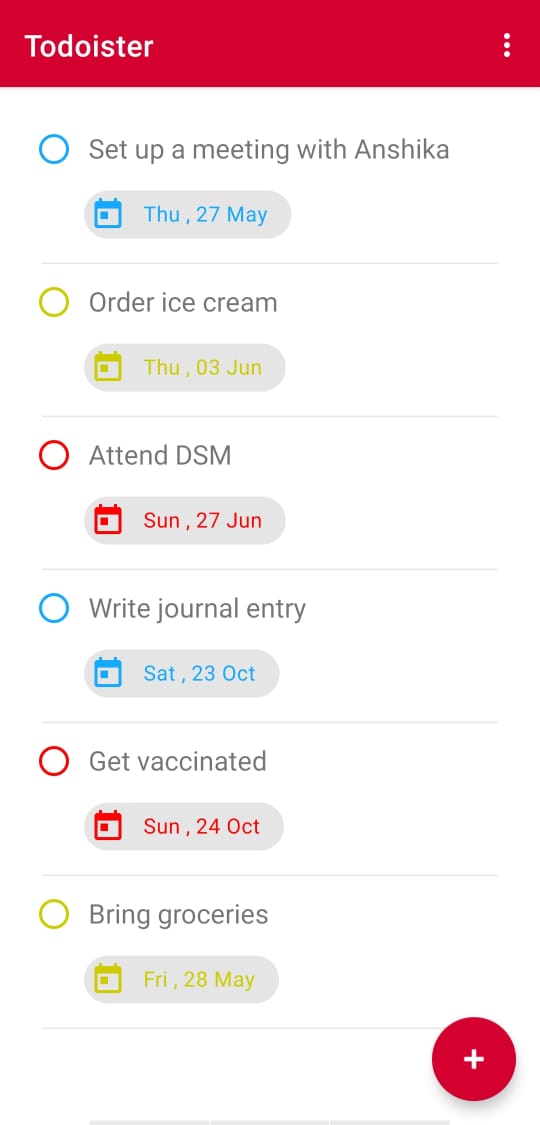 Todoister
Set up a meeting with Anshika
Thu , 27 May
Order ice cream
Thu , 03 Jun
Attend DSM
Sun , 27 Jun
Write journal entry
Sat , 23 Oct
Get vaccinated
Sun , 24 Oct
Bring groceries
Fri , 28 May
+